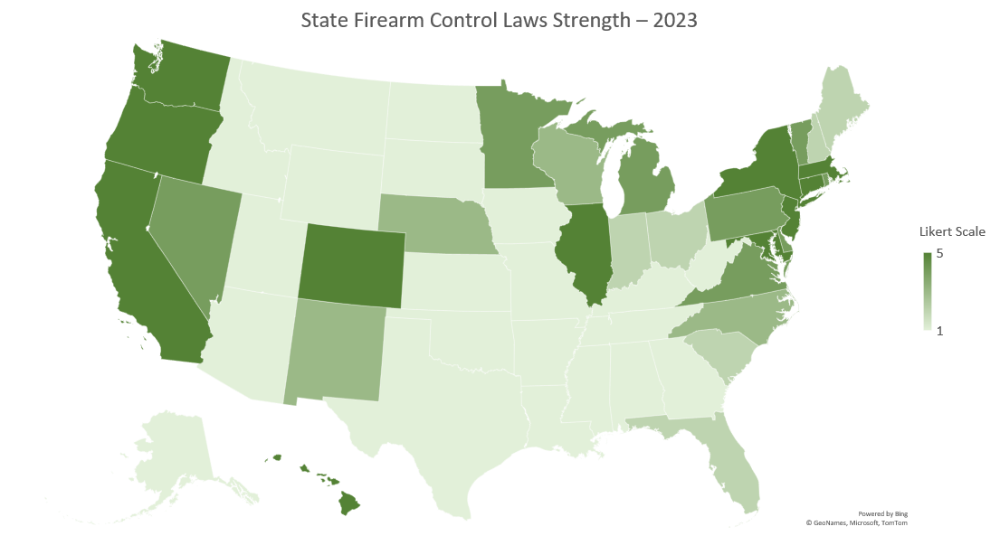 State Firearm Control Laws Strength – 2023
Likert Scale
5
1
Powered by Bing
© GeoNames, Microsoft, TomTom